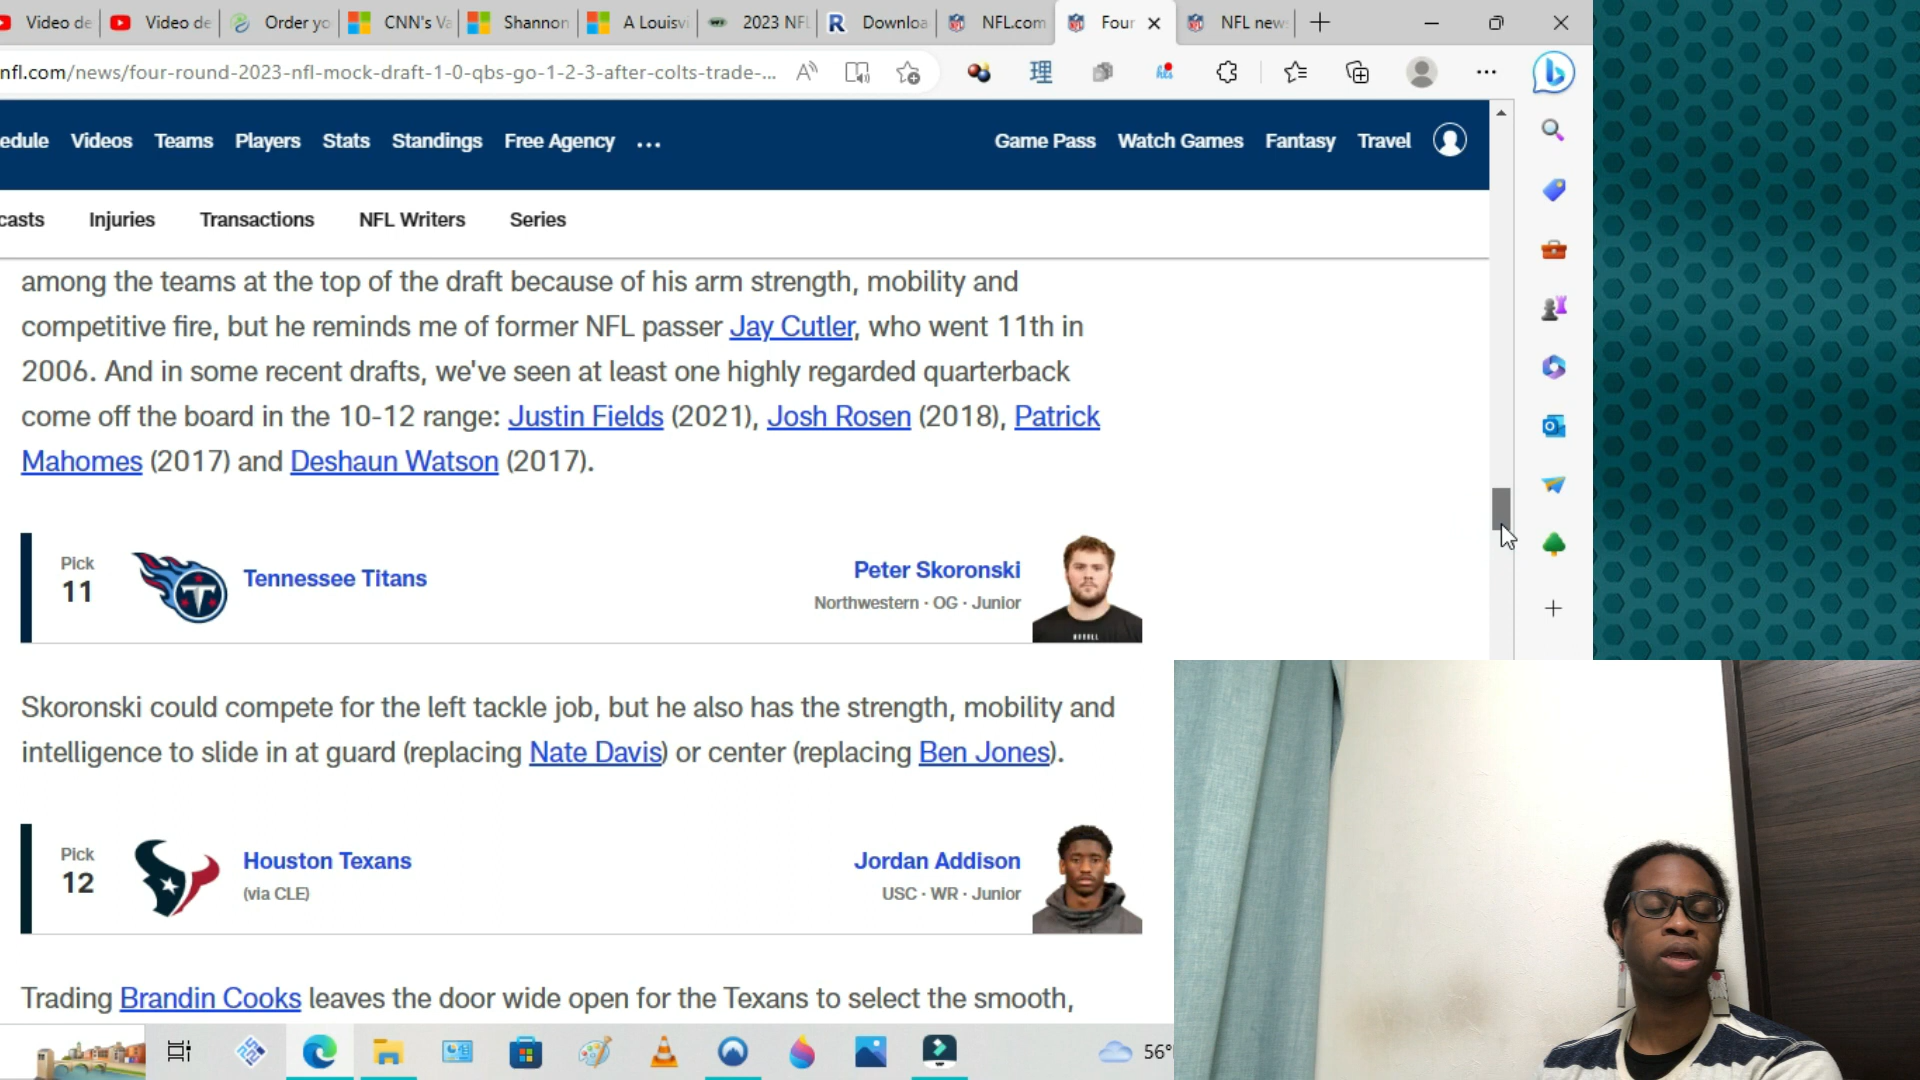 Video de
Video de
Order yo
CNN's Va
Shannon
A Louisvi
2023 NFL
Downloa
NFL.com
Four
NFL new
nfl.com/news/four-round-2023-nfl-mock-draft-1-0-qbs-go-1-2-3-after-colts-trade-...
edule Videos Teams Players Stats Standings Free Agency ... Game Pass Watch Games Fantasy Travel
casts Injuries Transactions NFL Writers Series
among the teams at the top of the draft because of his arm strength, mobility and
competitive fire, but he reminds me of former NFL passer Jay Cutler, who went 11th in
2006. And in some recent drafts, we've seen at least one highly regarded quarterback
come off the board in the 10-12 range: Justin Fields (2021), Josh Rosen (2018), Patrick
Mahomes (2017) and Deshaun Watson (2017).
Pick
11
Tennessee Titans
Peter Skoronski
Northwestern · OG · Junior
Skoronski could compete for the left tackle job, but he also has the strength, mobility and
intelligence to slide in at guard (replacing Nate Davis) or center (replacing Ben Jones).
Pick
12
Houston Texans
(via CLE)
Jordan Addison
USC · WR · Junior
Trading Brandin Cooks leaves the door wide open for the Texans to select the smooth,
56°